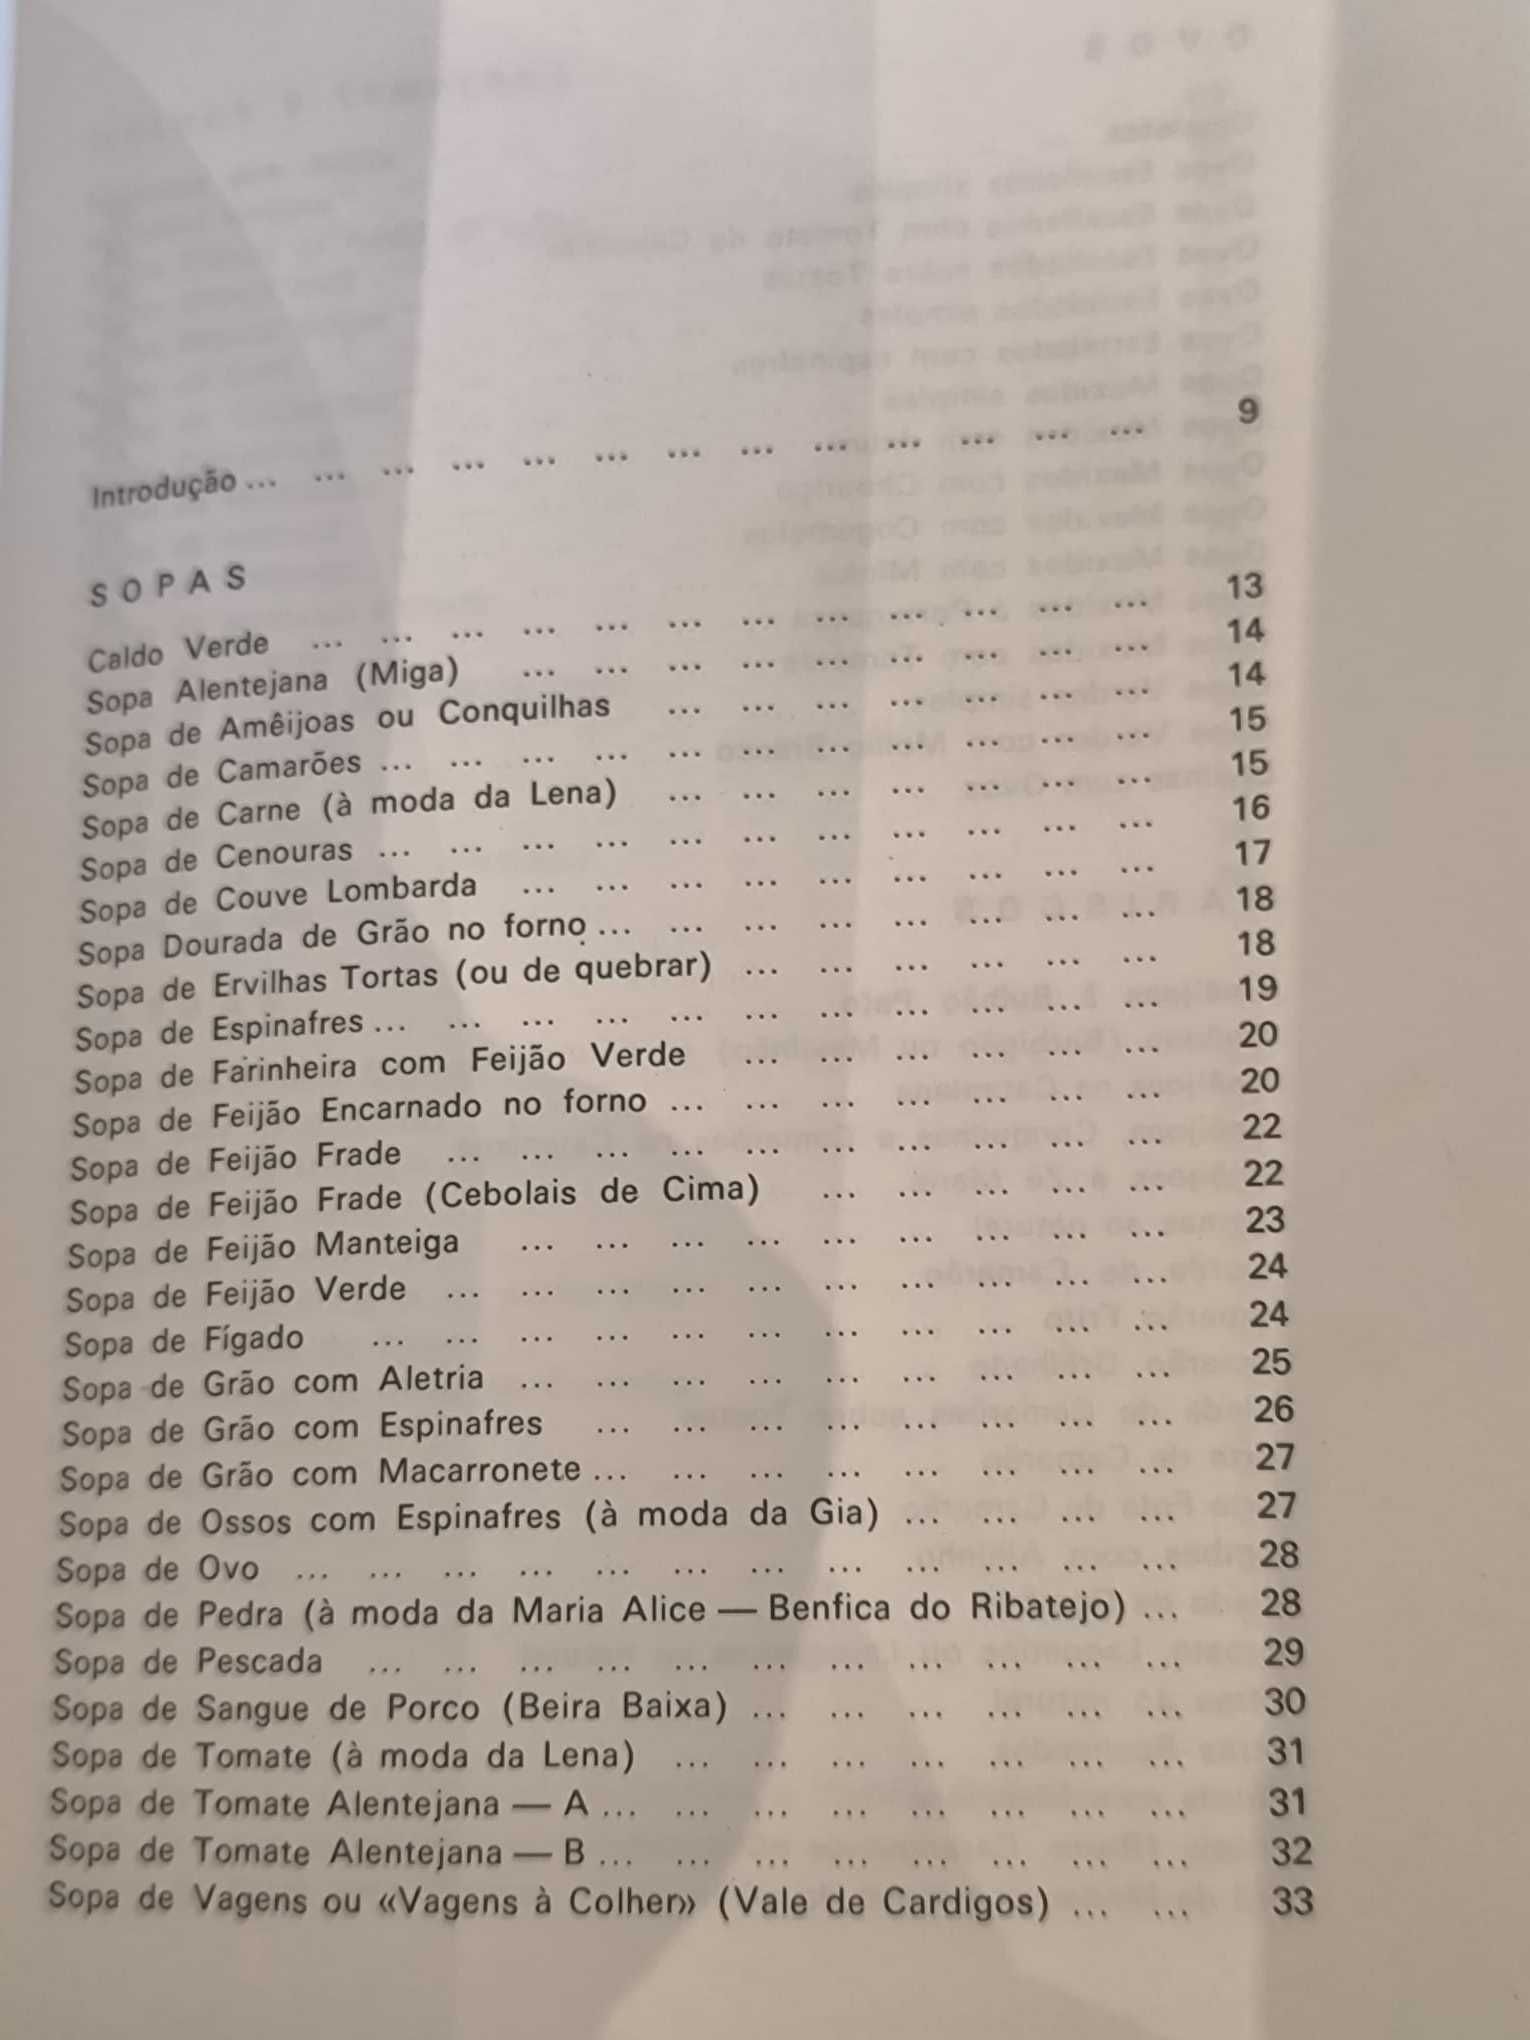 Introdução ... ... ... ... ... ... ... ... ... ... ... ... ... 9
SOPAS
Caldo Verde ... ... ... ... ... ... ... ... ... ... ... ... 13
Sopa Alentejana (Miga) ... ... ... ... ... ... ... ... ... 14
Sopa de Amêijoas ou Conquilhas ... ... ... ... ... ... ... 14
Sopa de Camarões ... ... ... ... ... ... ... ... ... ... ... 15
Sopa de Carne (à moda da Lena) ... ... ... ... ... ... ... 15
Sopa de Cenouras ... ... ... ... ... ... ... ... ... ... ... 16
Sopa de Couve Lombarda ... ... ... ... ... ... ... ... ... 17
Sopa Dourada de Grão no forno ... ... ... ... ... ... ... ... 18
Sopa de Ervilhas Tortas (ou de quebrar) ... ... ... ... ... ... 18
Sopa de Espinafres ... ... ... ... ... ... ... ... ... ... ... 19
Sopa de Farinheira com Feijão Verde ... ... ... ... ... ... 20
Sopa de Feijão Encarnado no forno ... ... ... ... ... ... ... 20
Sopa de Feijão Frade ... ... ... ... ... ... ... ... ... ... 22
Sopa de Feijão Frade (Cebolais de Cima) ... ... ... ... ... 22
Sopa de Feijão Manteiga ... ... ... ... ... ... ... ... ... 23
Sopa de Feijão Verde ... ... ... ... ... ... ... ... ... ... 24
Sopa de Fígado ... ... ... ... ... ... ... ... ... ... ... 24
Sopa de Grão com Aletria ... ... ... ... ... ... ... ... ... 25
Sopa de Grão com Espinafres ... ... ... ... ... ... ... ... 26
Sopa de Grão com Macarronete ... ... ... ... ... ... ... ... 27
Sopa de Ossos com Espinafres (à moda da Gia) ... ... ... ... 27
Sopa de Ovo ... ... ... ... ... ... ... ... ... ... ... ... 28
Sopa de Pedra (à moda da Maria Alice — Benfica do Ribatejo) ... 28
Sopa de Pescada ... ... ... ... ... ... ... ... ... ... ... 29
Sopa de Sangue de Porco (Beira Baixa) ... ... ... ... ... ... 30
Sopa de Tomate (à moda da Lena) ... ... ... ... ... ... ... 31
Sopa de Tomate Alentejana — A ... ... ... ... ... ... ... ... 31
Sopa de Tomate Alentejana — B ... ... ... ... ... ... ... ... 32
Sopa de Vagens ou «Vagens à Colher» (Vale de Cardigos) ... ... 33